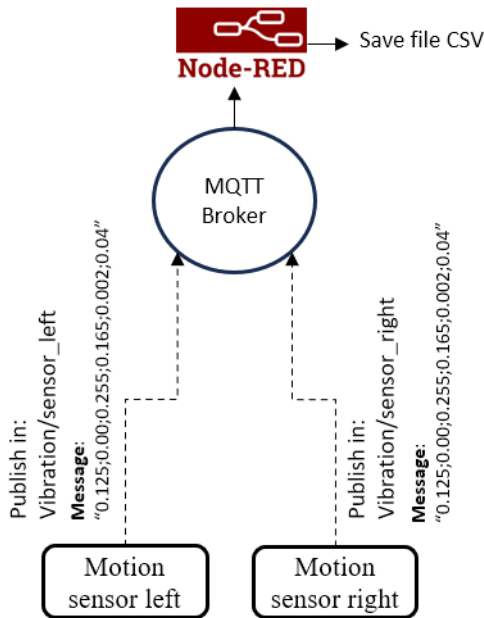 Node-RED
Save file CSV
MQTT
Broker
Publish in:
Vibration/sensor_left
Message:
“0.125;0.00;0.255;0.165;0.002;0.04”
Publish in:
Vibration/sensor_right
Message:
“0.125;0.00;0.255;0.165;0.002;0.04”
Motion
sensor left
Motion
sensor right